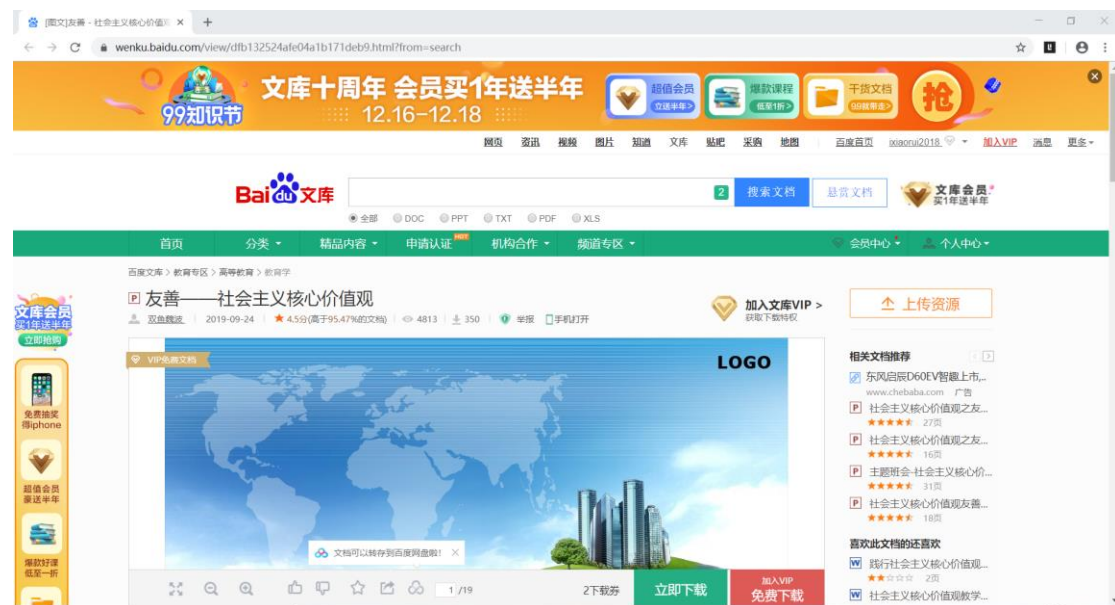 [图文]友善 - 社会主义核心价值
wenku.baidu.com/view/dfb132524afe04a1b171deb9.html?from=search
99知识节
文库十周年 会员买1年送半年
12.16-12.18
超值会员
立送半年>
爆款课程
低至1折>
干货文档
抢
网页 资讯 视频 图片 知道 文库 贴吧 采购 地图 百度首页 ixiaorui2018 加入VIP 消息 更多
Bai du 文库
2 搜索文档 悬赏文档
文库会员
买1年送半年
全部 DOC PPT TXT PDF XLS
首页 分类 精品内容 申请认证 HOT 机构合作 频道专区 会员中心 个人中心
百度文库 > 教育专区 > 高等教育 > 教育学
友善——社会主义核心价值观
双鱼魏波 2019-09-24 4.5分(高于95.47%的文档) 4813 350 举报 手机打开
加入文库VIP >
获取下载特权
上传资源
文库会员
买1年送半年
立即抢购
免费抽奖
得iphone
超值会员
豪送半年
爆款好课
低至一折
VIP免费文档
LOGO
文档可以转存到百度网盘啦!
1 /19
2下载券
立即下载
加入VIP
免费下载
相关文档推荐
东风启辰D60EV智趣上市,...
www.chebaba.com 广告
社会主义核心价值观之友...
27页
社会主义核心价值观之友...
16页
主题班会-社会主义核心价...
31页
社会主义核心价值观友善...
18页
喜欢此文档的还喜欢
践行社会主义核心价值观...
2页
社会主义核心价值观教学...